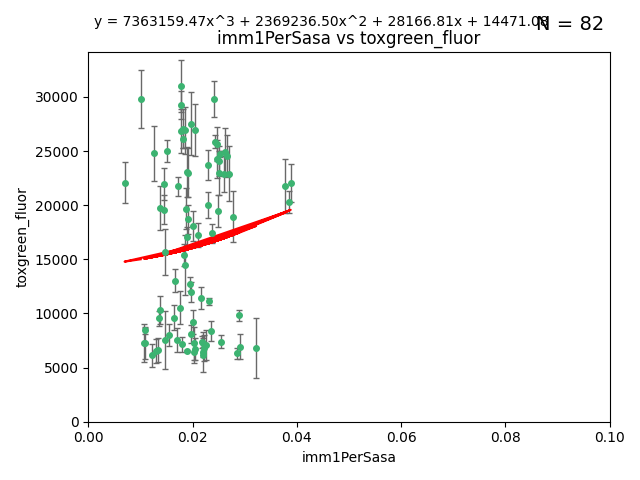 y = 7363159.47x^3 + 2369236.50x^2 + 28166.81x + 14471.08
N = 82
imm1PerSasa vs toxgreen_fluor
30000
25000
20000
15000
10000
5000
0
toxgreen_fluor
0.00 0.02 0.04 0.06 0.08 0.10
imm1PerSasa